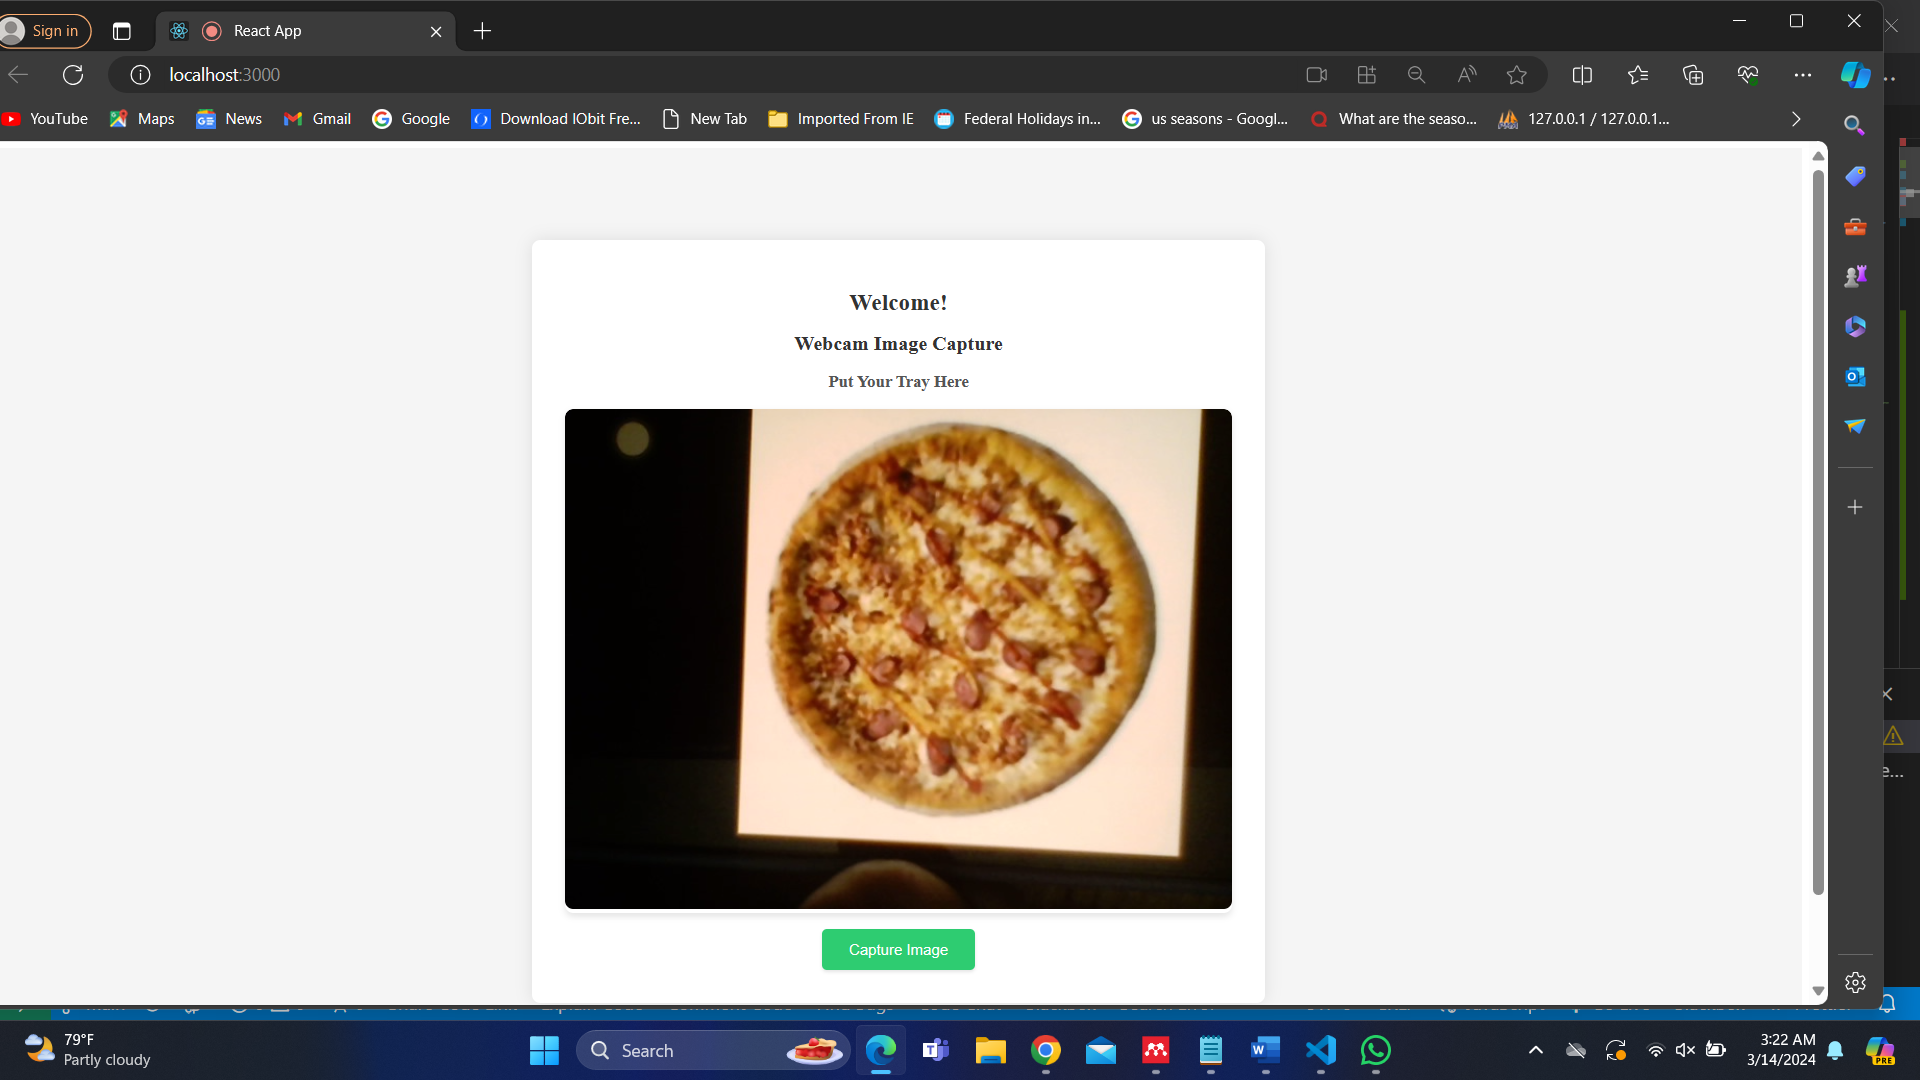 Sign in
React App
localhost:3000
YouTube
Maps
News
Gmail
Google
Download IObit Fre...
New Tab
Imported From IE
Federal Holidays in...
us seasons - Googl...
What are the seaso...
127.0.0.1 / 127.0.0.1...
Welcome!
Webcam Image Capture
Put Your Tray Here
Capture Image
e...
79°F
Partly cloudy
Search
3:22 AM
3/14/2024
PRE